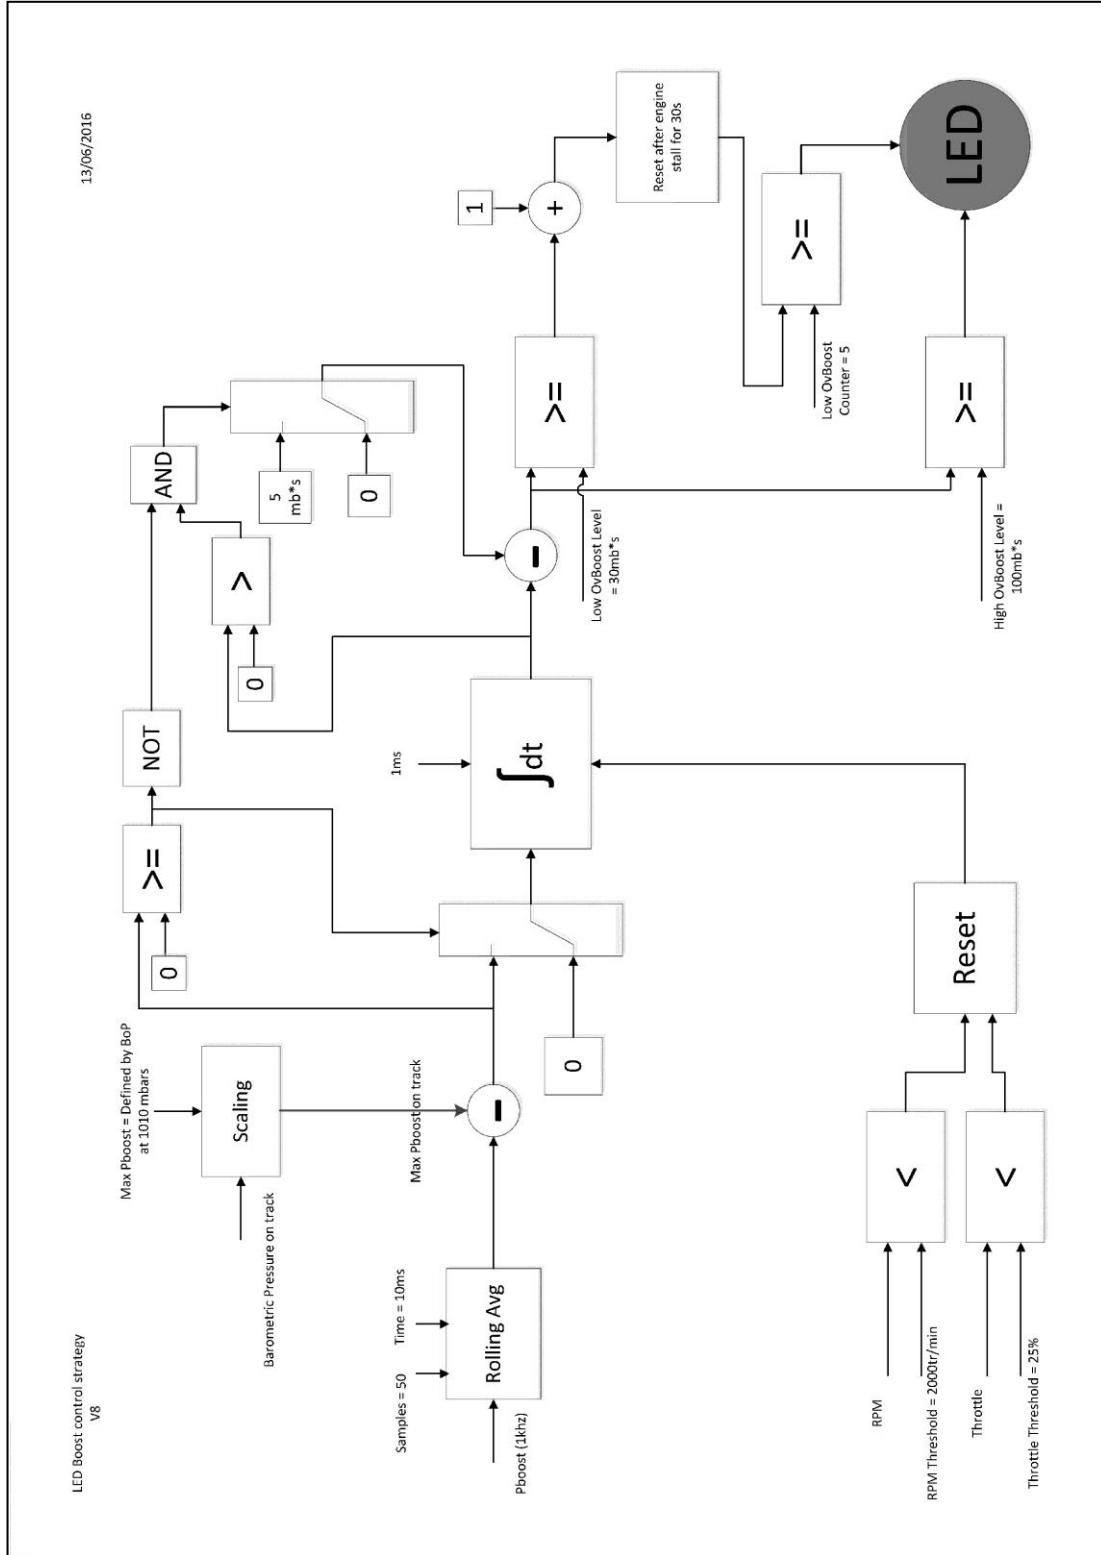 LED Boost control strategy
V8
13/06/2016
Max Pboost = Defined by BoP
at 1010 mbars
Barometric Pressure on track
Scaling
Max Pboost on track
0
>=
NOT
0
>
AND
5
mb*s
0
Samples = 50
Time = 10ms
Pboost (1khz)
Rolling Avg
-
0
1ms
∫dt
-
Low OvBoost Level
= 30mb*s
>=
1
+
Reset after engine
stall for 30s
Low OvBoost
Counter = 5
>=
High OvBoost Level =
100mb*s
>=
LED
RPM
RPM Threshold = 2000tr/min
<
Throttle
Throttle Threshold = 25%
<
Reset